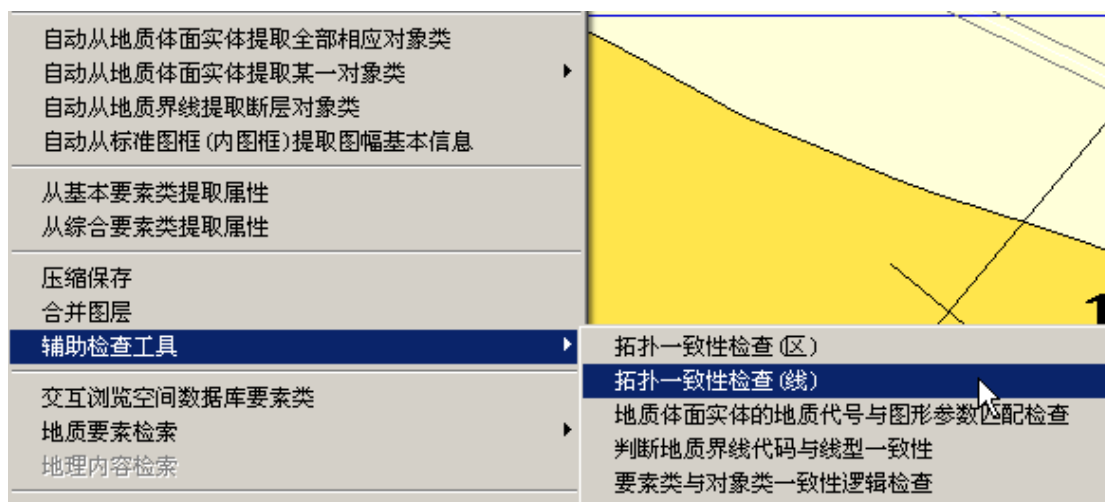 自动从地质体面实体提取全部相应对象类
自动从地质体面实体提取某一对象类
自动从地质界线提取断层对象类
自动从标准图框(内图框)提取图幅基本信息
从基本要素类提取属性
从综合要素类提取属性
压缩保存
合并图层
辅助检查工具
交互浏览空间数据库要素类
地质要素检索
地理内容检索
拓扑一致性检查(区)
拓扑一致性检查(线)
地质体面实体的地质代号与图形参数匹配检查
判断地质界线代码与线型一致性
要素类与对象类一致性逻辑检查
1